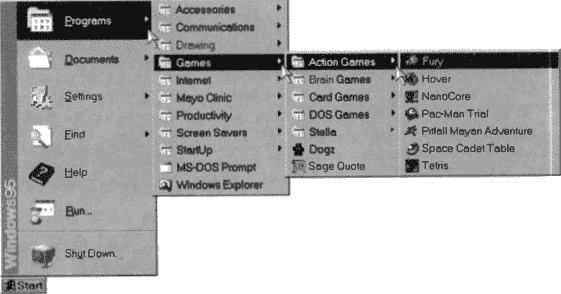 Programs
Documents
Settings
Find
Help
Run...
Shut Down...
Windows95
Start
Accessories
Communications
Drawing
Games
Internet
Mayo Clinic
Productivity
Screen Savers
StartUp
MS-DOS Prompt
Windows Explorer
Action Games
Brain Games
Card Games
DOS Games
Stella
Dogz
Sage Quote
Fury
Hover
NanoCore
Pac-Man Trial
Pitfall Mayan Adventure
Space Cadet Table
Tetris